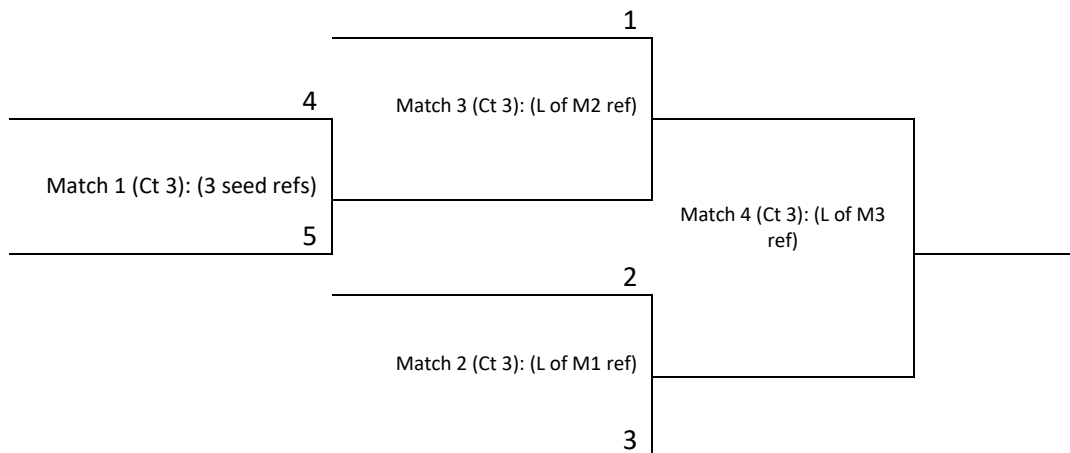 1
4
Match 3 (Ct 3): (L of M2 ref)
Match 1 (Ct 3): (3 seed refs)
5
Match 4 (Ct 3): (L of M3
ref)
2
Match 2 (Ct 3): (L of M1 ref)
3